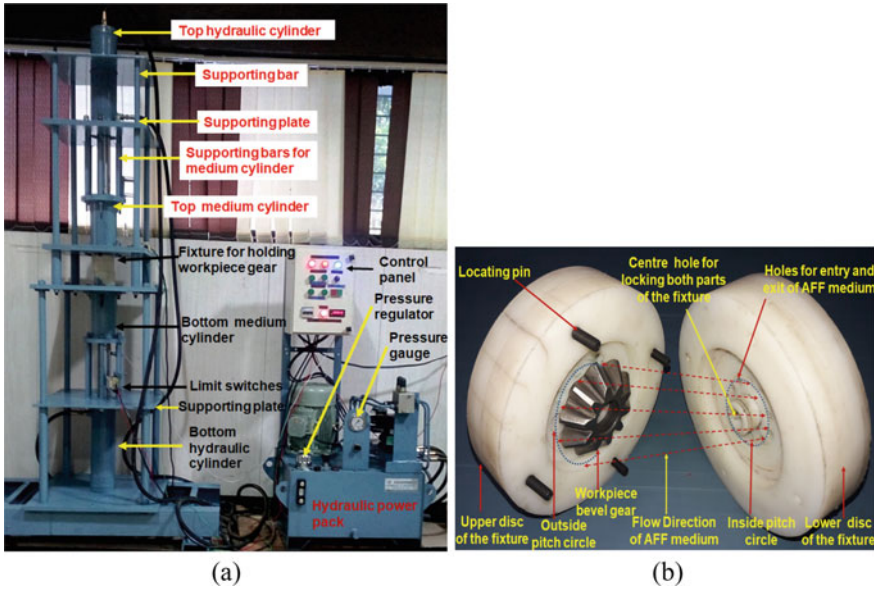 Top hydraulic cylinder
Supporting bar
Supporting plate
Supporting bars for
medium cylinder
Top medium cylinder
Fixture for holding
workpiece gear
Bottom medium
cylinder
Limit switches
Supporting plate
Bottom
hydraulic
cylinder
Control
panel
Pressure
regulator
Pressure
gauge
Hydraulic power
pack
(a)
Locating pin
Centre hole for
locking both parts
of the fixture
Holes for entry and
exit of AFF medium
Upper disc
of the fixture
Outside
pitch circle
Workpiece
bevel gear
Flow Direction
of AFF medium
Inside pitch
circle
Lower disc
of the fixture
(b)